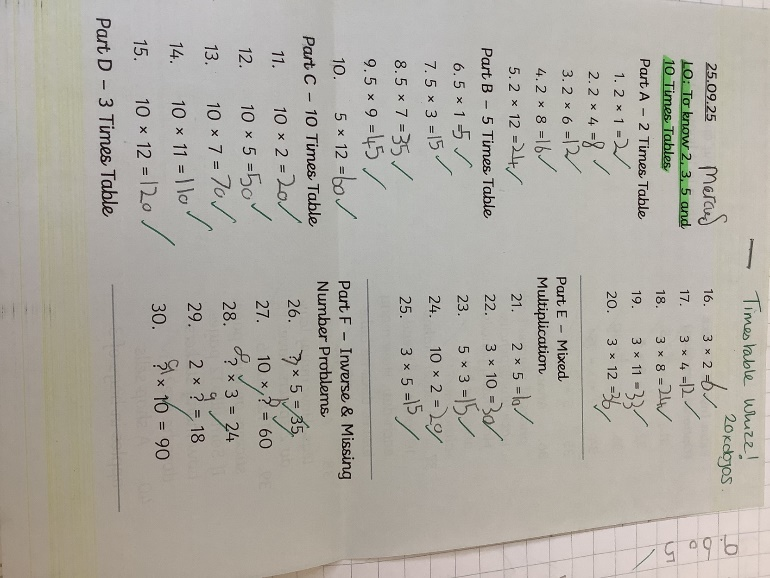 Timestable Whizz!
20xdojos.
25.09.25
LO: To know 2, 3, 5 and
10 Times Tables
Part A – 2 Times Table
1. 2 × 1 = 2
2. 2 × 4 = 8
3. 2 × 6 = 12
4. 2 × 8 = 16
5. 2 × 12 = 24
Part B – 5 Times Table
6. 5 × 1 = 5
7. 5 × 3 = 15
8. 5 × 7 = 35
9. 5 × 9 = 45
10. 5 × 12 = 60
Part C – 10 Times Table
11. 10 × 2 = 20
12. 10 × 5 = 50
13. 10 × 7 = 70
14. 10 × 11 = 110
15. 10 × 12 = 120
Part D – 3 Times Table
16. 3 × 2 = 6
17. 3 × 4 = 12
18. 3 × 8 = 24
19. 3 × 11 = 33
20. 3 × 12 = 36
Part E – Mixed
Multiplication
21. 2 × 5 = 10
22. 3 × 10 = 30
23. 5 × 3 = 15
24. 10 × 2 = 20
25. 3 × 5 = 15
Part F – Inverse & Missing
Number Problems
26. ? × 5 = 35
27. 10 × ? = 60
28. 8 ? × 3 = 24
29. 2 × ? 9 = 18
30. 9 ? × 10 = 90